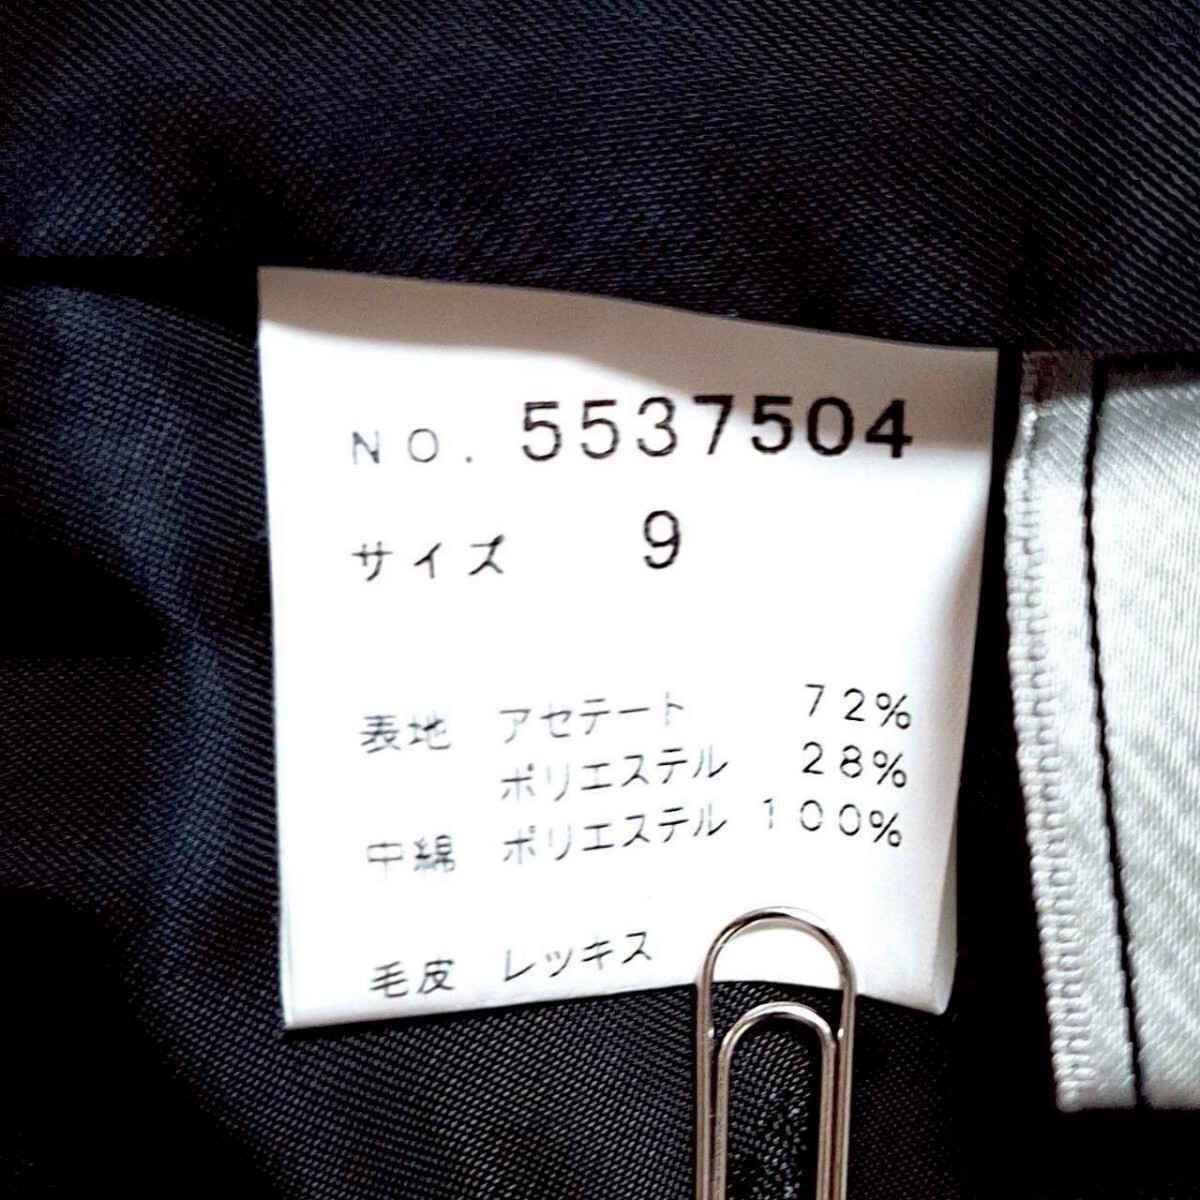 NO. 5537504
サイズ 9
表地 アセテート 72%
ポリエステル 28%
中綿 ポリエステル 100%
毛皮 レッキス